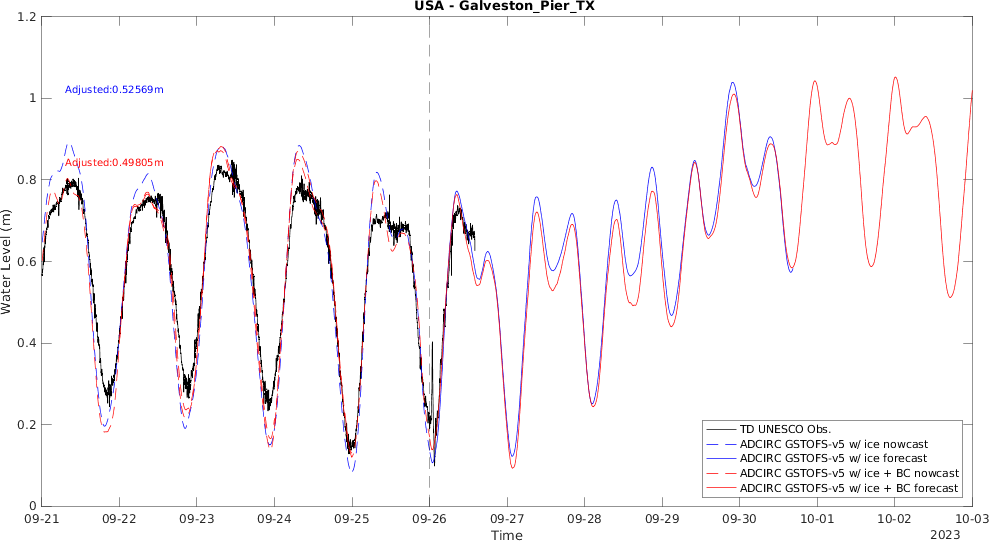 USA - Galveston_Pier_TX
1.2
1
0.8
0.6
0.4
0.2
0
Water Level (m)
Adjusted:0.52569m
Adjusted:0.49805m
TD UNESCO Obs.
ADCIRC GSTOFS-v5 w/ ice nowcast
ADCIRC GSTOFS-v5 w/ ice forecast
ADCIRC GSTOFS-v5 w/ ice + BC nowcast
ADCIRC GSTOFS-v5 w/ ice + BC forecast
09-21 09-22 09-23 09-24 09-25 09-26 09-27 09-28 09-29 09-30 10-01 10-02 10-03
Time
2023